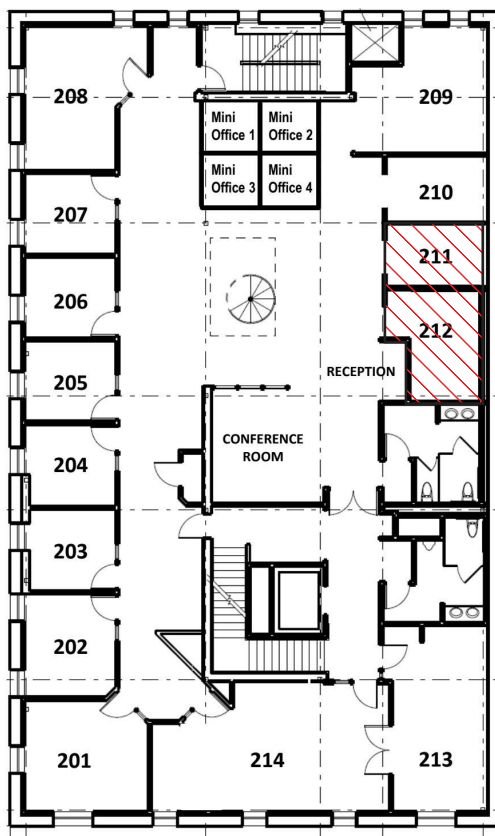 208
209
Mini
Office 1
Mini
Office 2
Mini
Office 3
Mini
Office 4
210
207
211
206
212
205
RECEPTION
CONFERENCE
ROOM
204
203
202
201
214
213